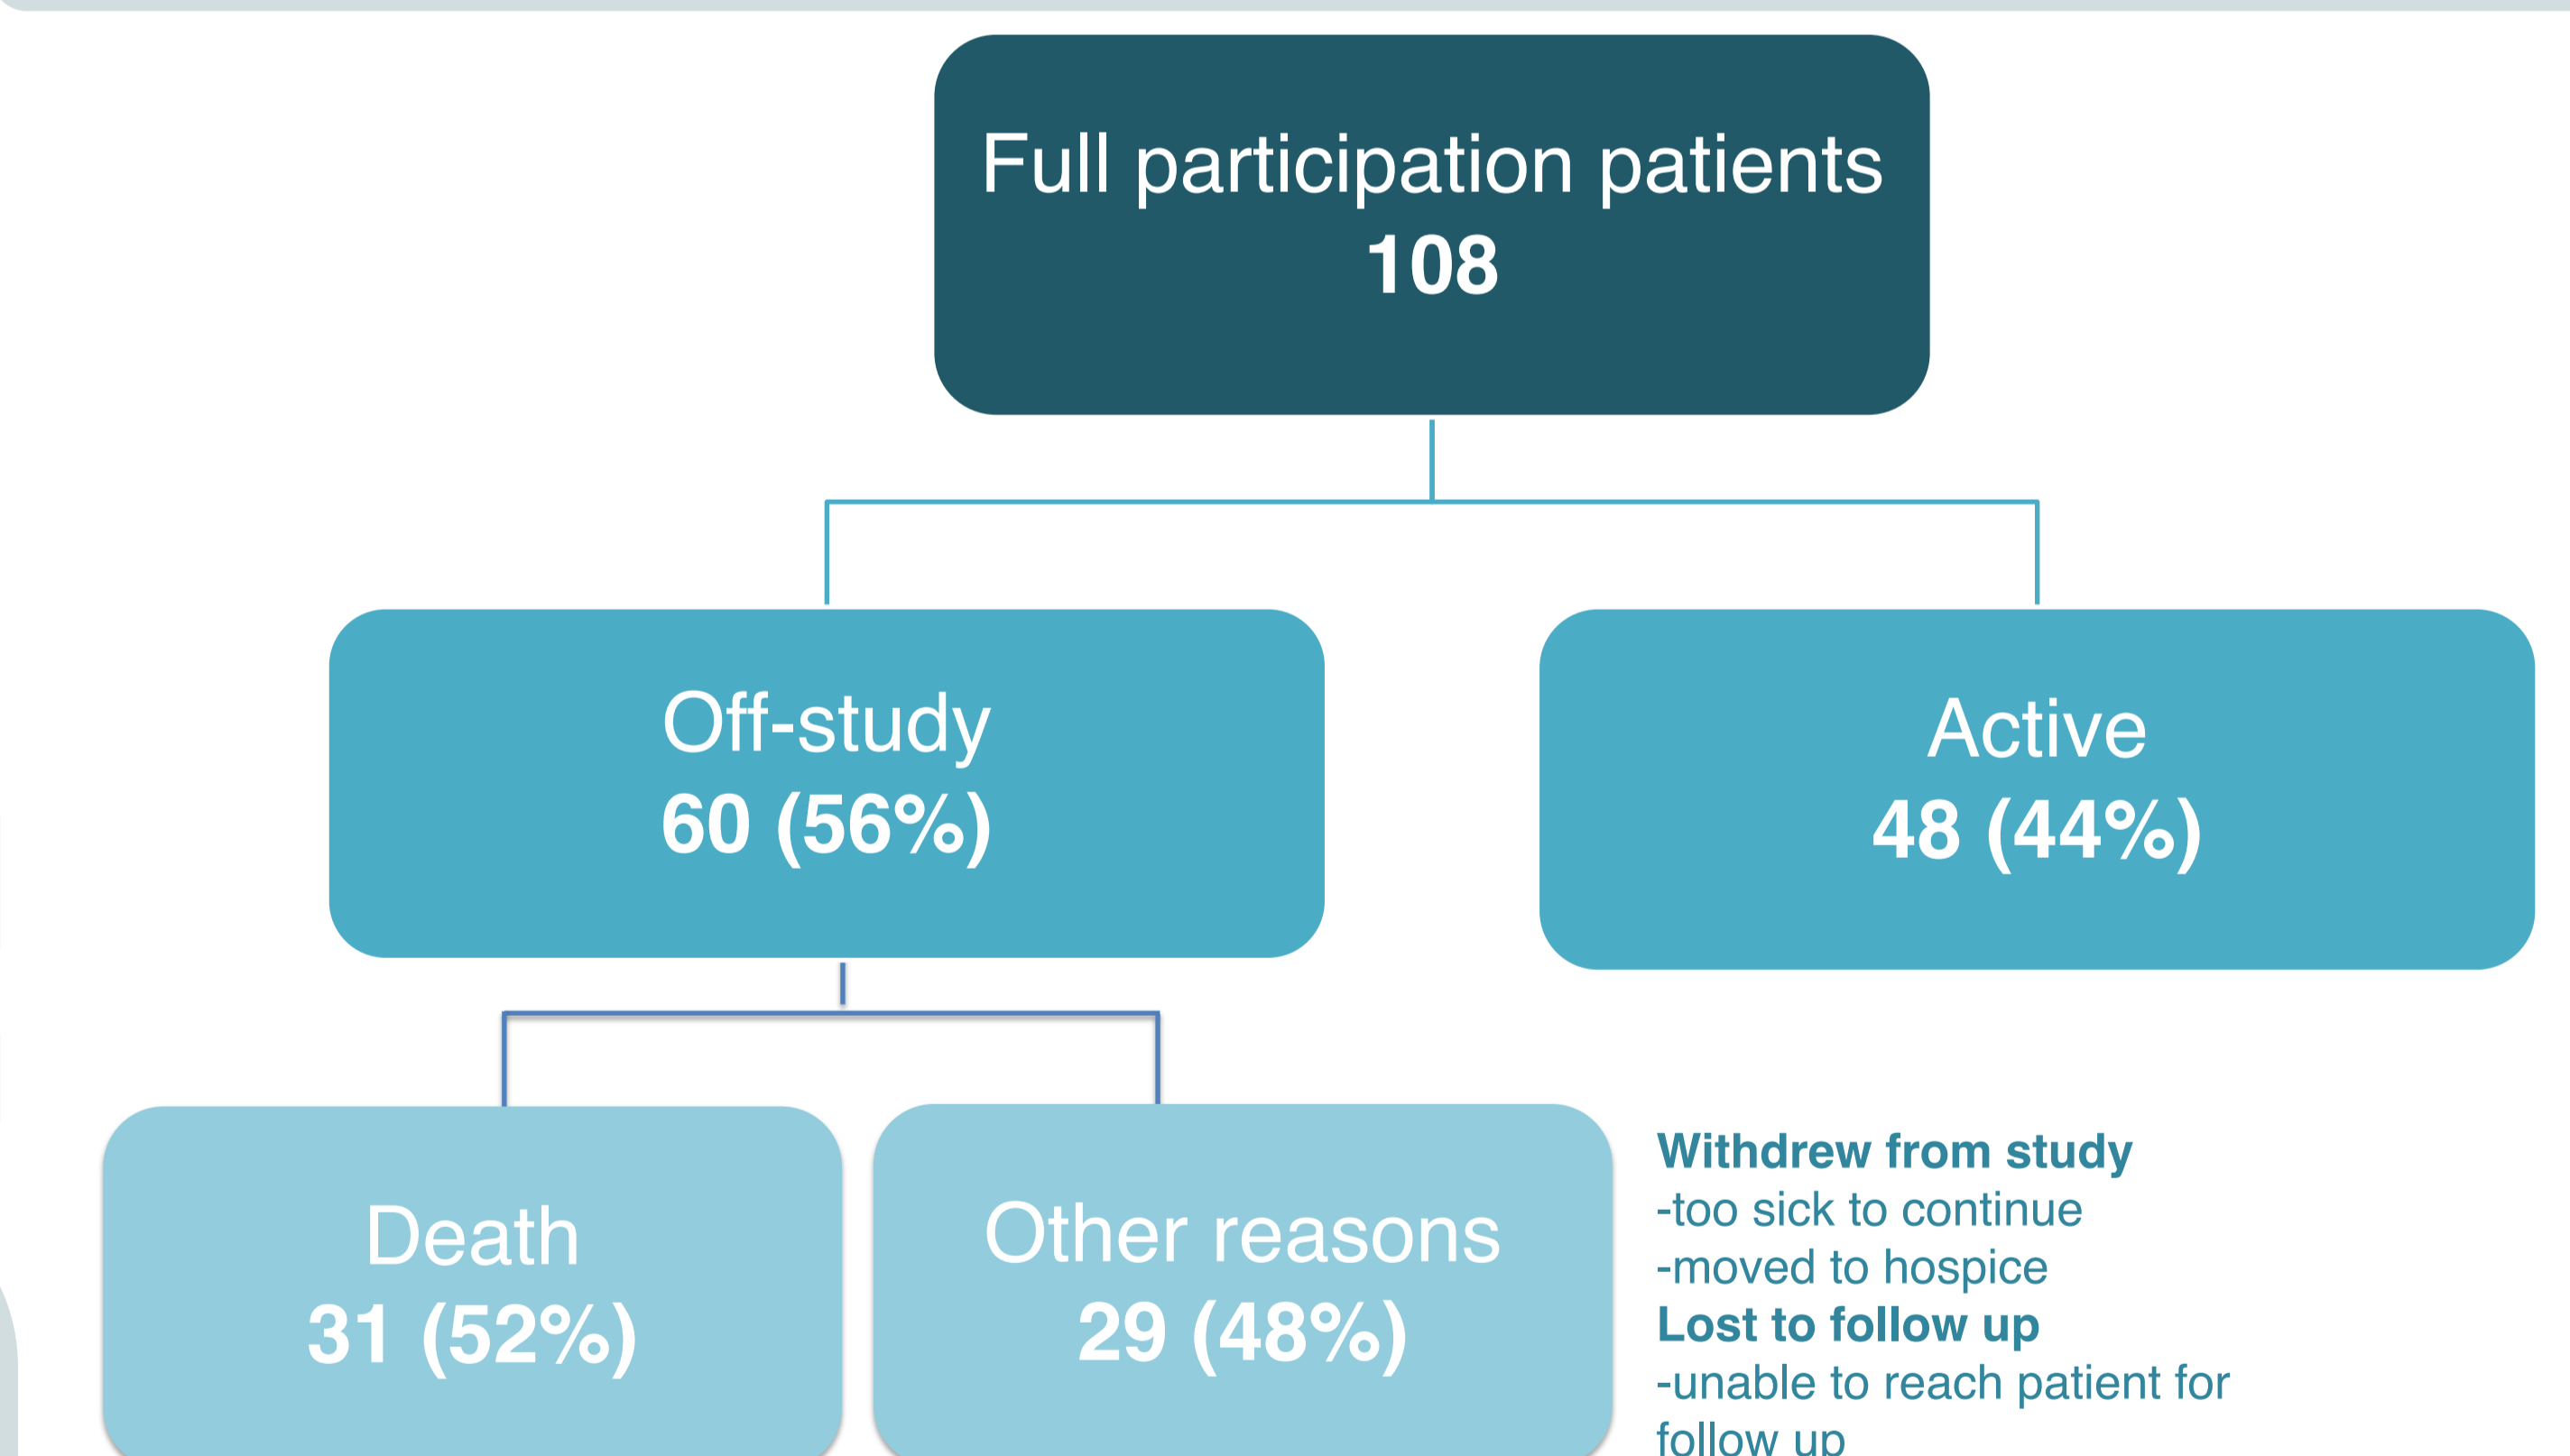 Full participation patients
108
Off-study
60 (56%)
Active
48 (44%)
Death
31 (52%)
Other reasons
29 (48%)
Withdrew from study
-too sick to continue
-moved to hospice
Lost to follow up
-unable to reach patient for
follow up